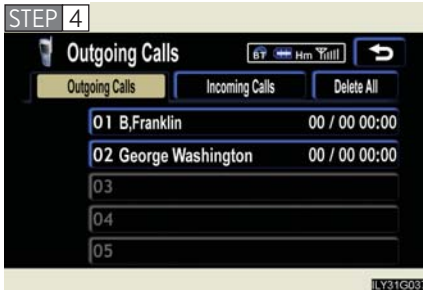 STEP 4
Outgoing Calls BT Hm
Outgoing Calls Incoming Calls Delete All
01 B,Franklin 00 / 00 00:00
02 George Washington 00 / 00 00:00
03
04
05
ILY31G037